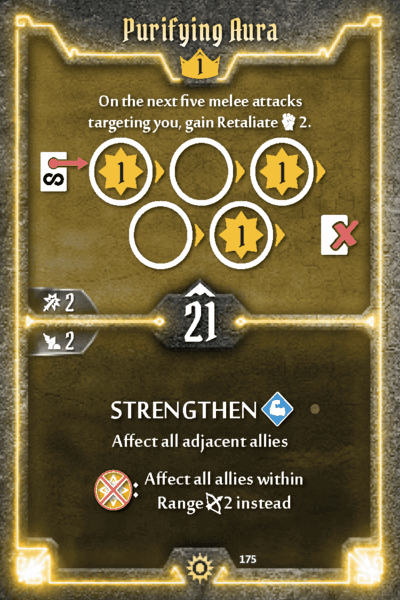 Purifying Aura
1
On the next five melee attacks
targeting you, gain Retaliate 2.
8
1 1
1
2
21
2
STRENGTHEN
Affect all adjacent allies
: Affect all allies within
Range 2 instead
175